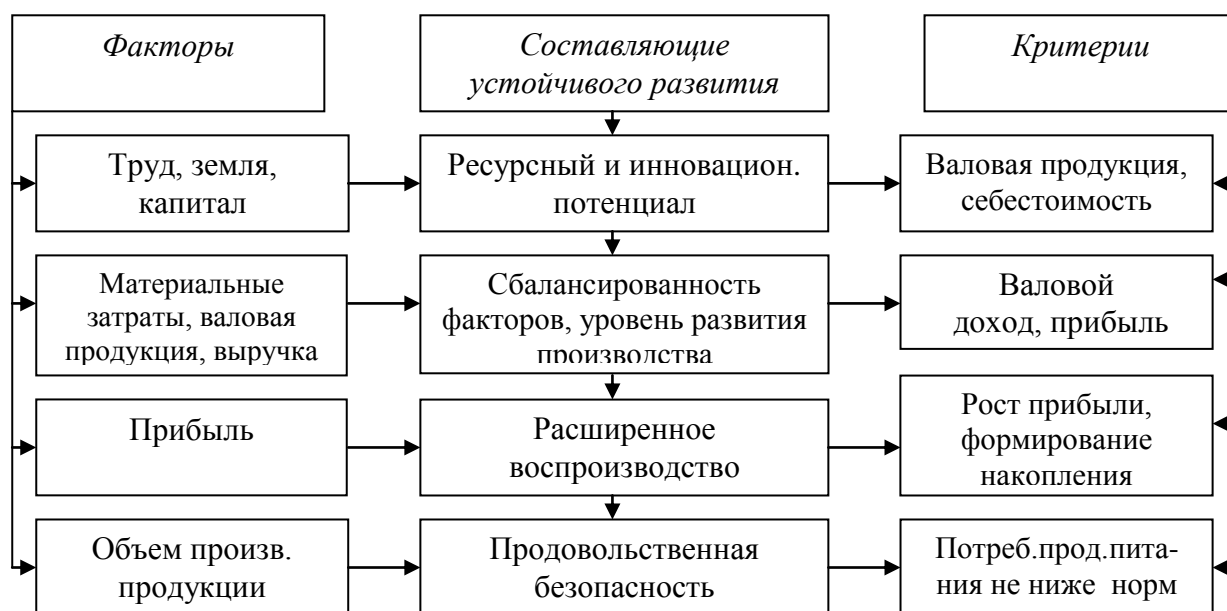 Факторы
Составляющие
устойчивого развития
Критерии
Труд, земля,
капитал
Ресурсный и инновацион.
потенциал
Валовая продукция,
себестоимость
Материальные
затраты, валовая
продукция, выручка
Сбалансированность
факторов, уровень развития
производства
Валовой
доход, прибыль
Прибыль
Расширенное
воспроизводство
Рост прибыли,
формирование
накопления
Объем произв.
продукции
Продовольственная
безопасность
Потреб.прод.пита-
ния не ниже норм